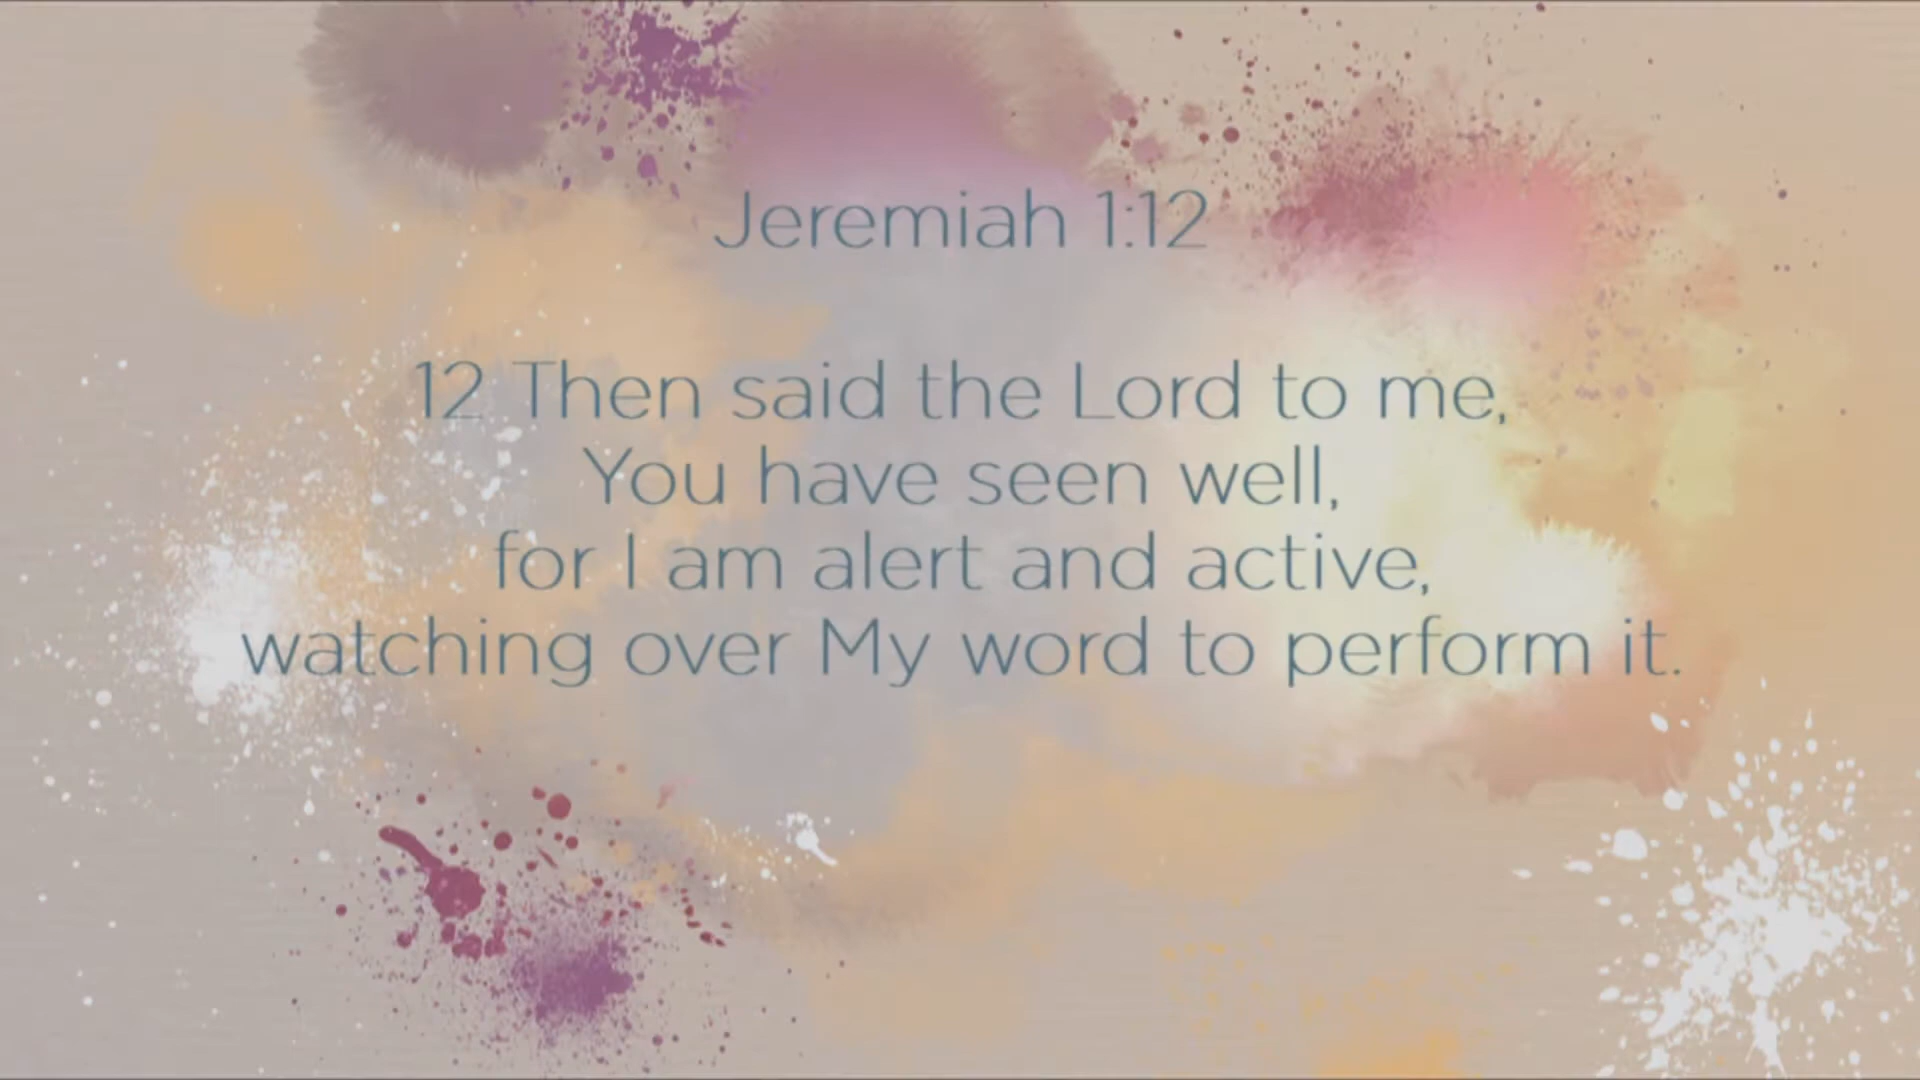 Jeremiah 1:12
12 Then said the Lord to me,
You have seen well,
for I am alert and active,
watching over My word to perform it.